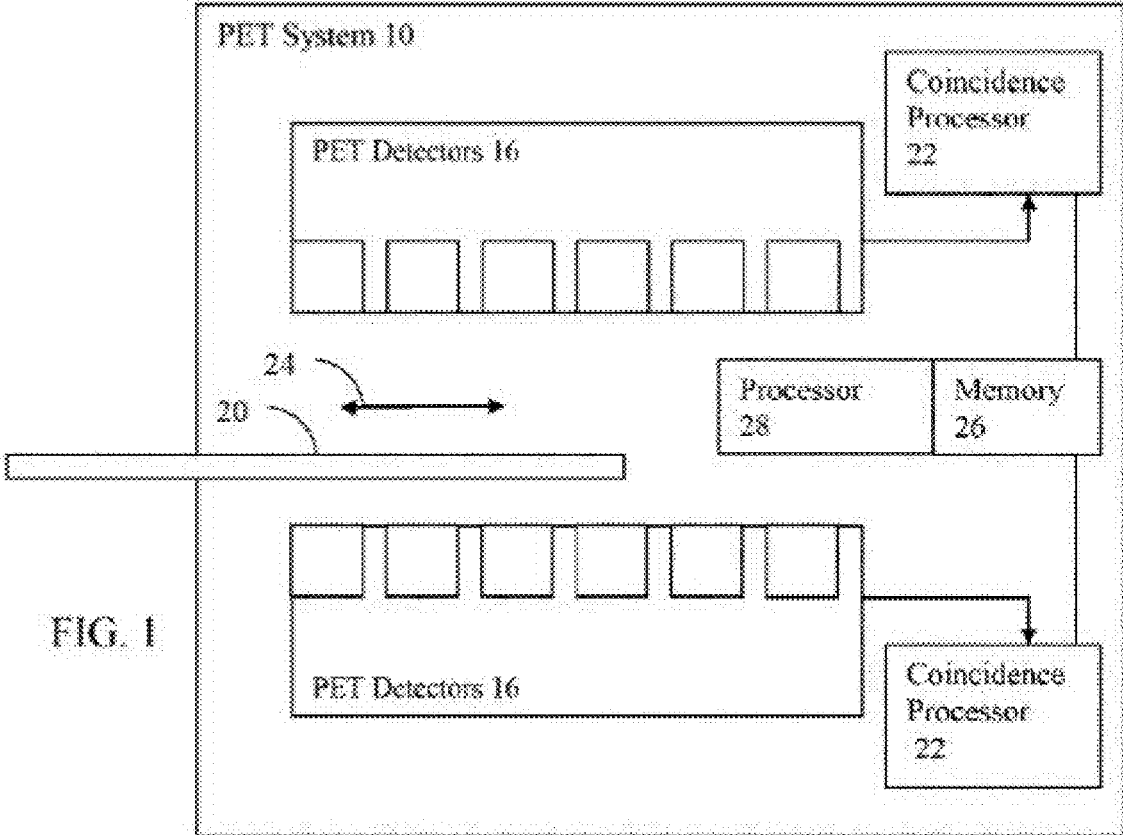 PET System 10
Coincidence
Processor
22
PET Detectors 16
24
20
Processor
28
Memory
26
FIG. 1
PET Detectors 16
Coincidence
Processor
22